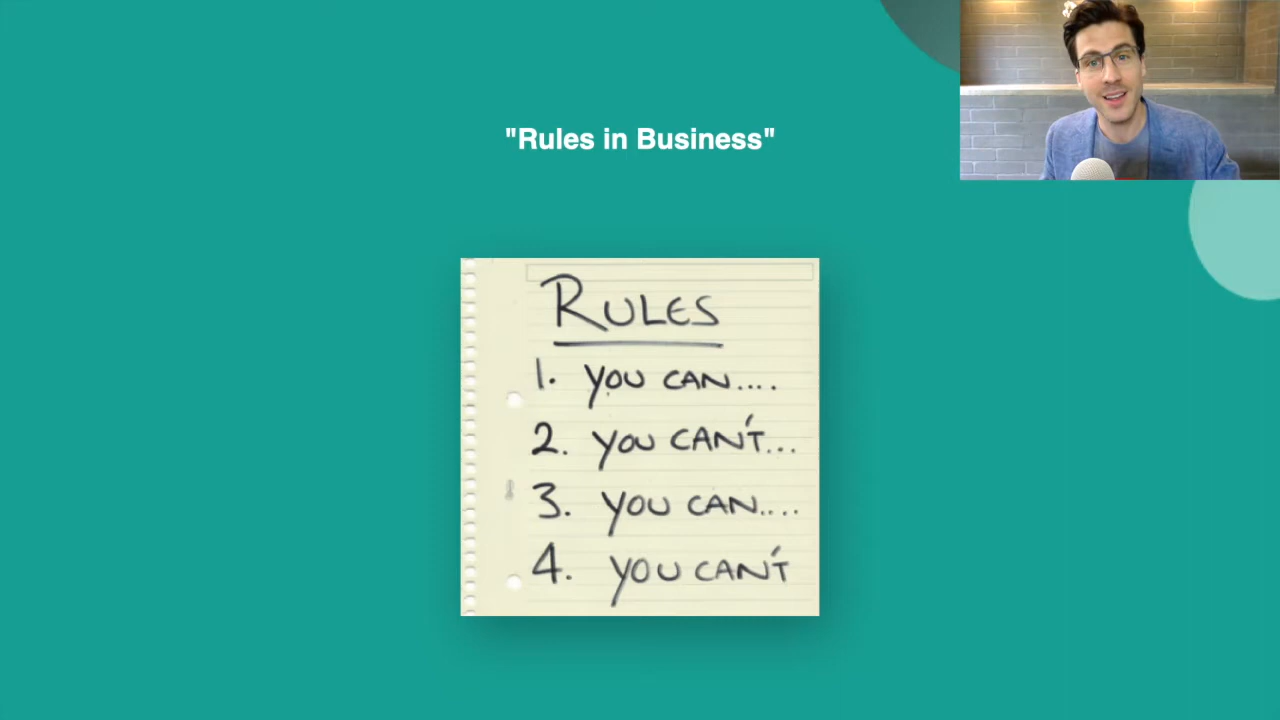 "Rules in Business"
RULES
1. YOU CAN....
2. YOU CAN'T...
3. YOU CAN....
4. YOU CAN'T